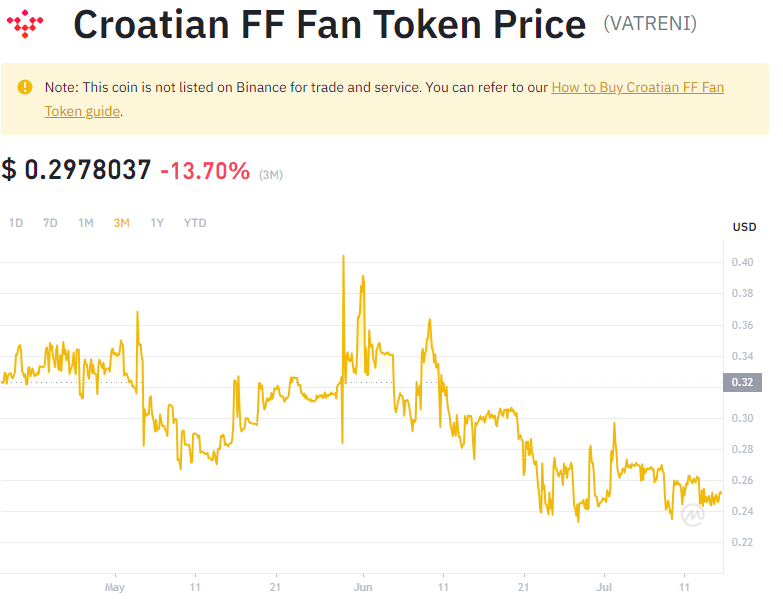 Croatian FF Fan Token Price (VATRENI)
Note: This coin is not listed on Binance for trade and service. You can refer to our How to Buy Croatian FF Fan
Token guide.
$ 0.2978037 -13.70% (3M)
1D 7D 1M 3M 1Y YTD
USD
0.40
0.38
0.36
0.34
0.32
0.30
0.28
0.26
0.24
0.22
May 11 21 Jun 11 21 Jul 11